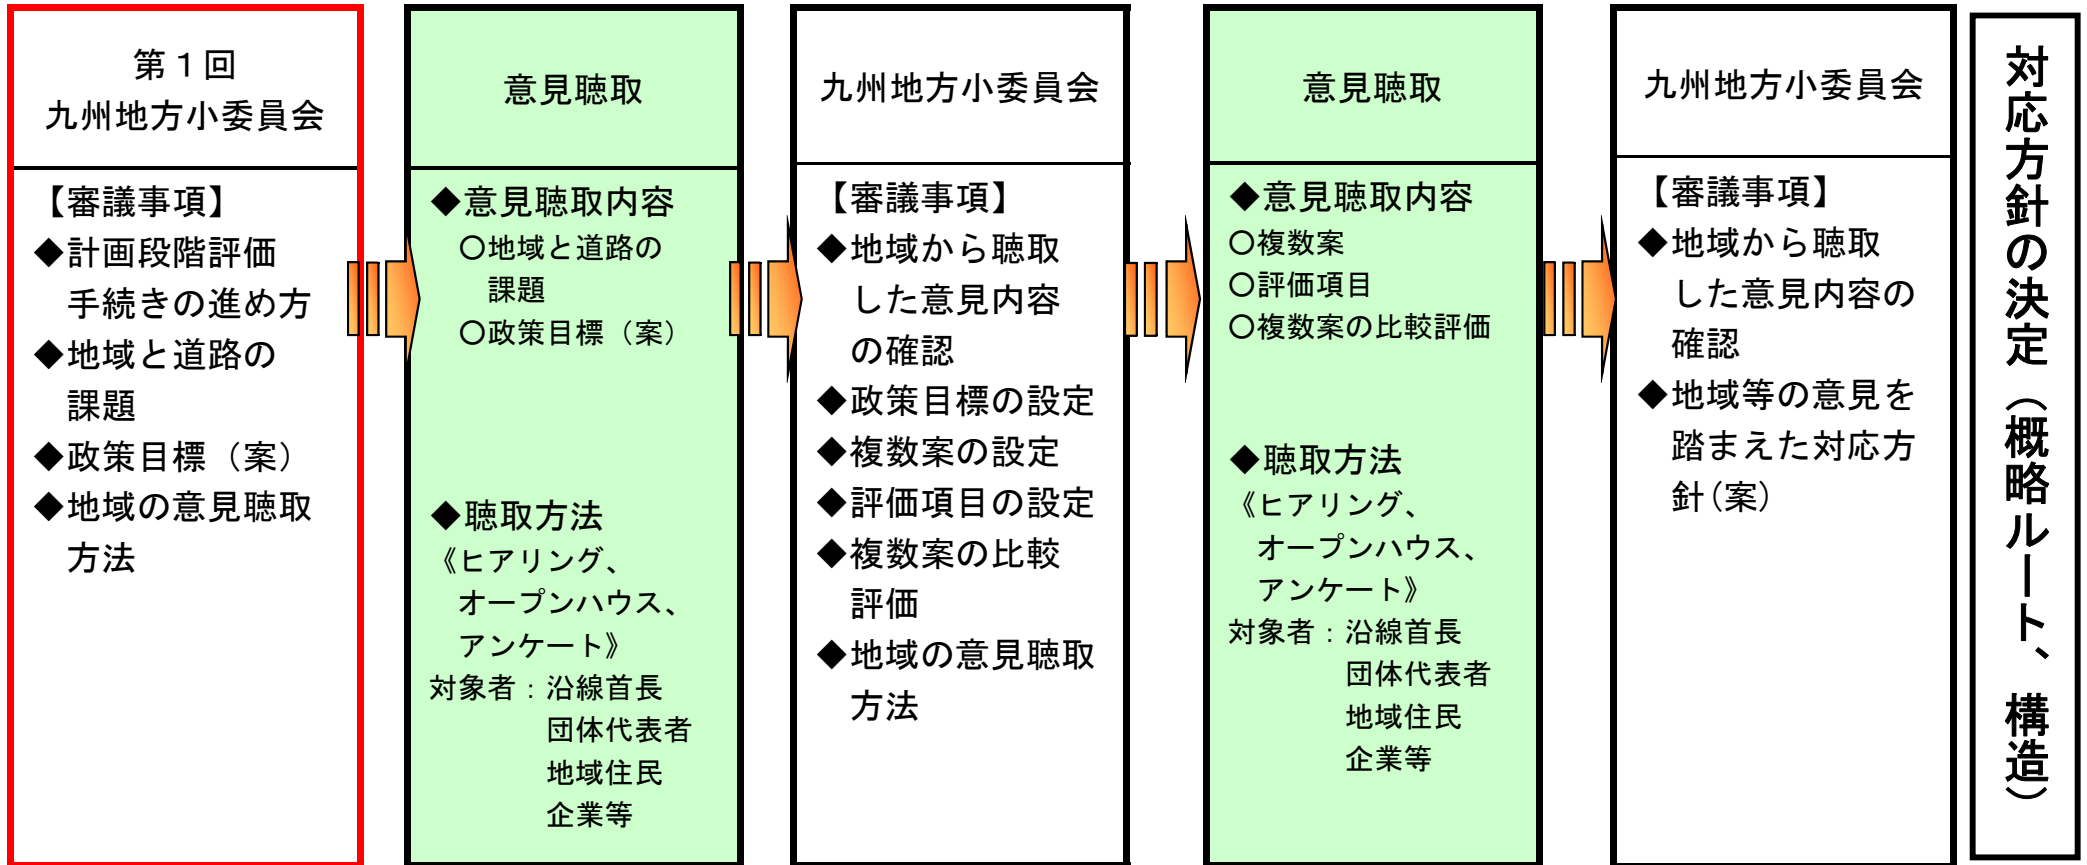 第１回
九州地方小委員会
【審議事項】
◆計画段階評価
手続きの進め方
◆地域と道路の
課題
◆政策目標（案）
◆地域の意見聴取
方法
意見聴取
◆意見聴取内容
○地域と道路の
課題
○政策目標（案）
◆聴取方法
《ヒアリング、
オープンハウス、
アンケート》
対象者：沿線首長
団体代表者
地域住民
企業等
九州地方小委員会
【審議事項】
◆地域から聴取
した意見内容
の確認
◆政策目標の設定
◆複数案の設定
◆評価項目の設定
◆複数案の比較
評価
◆地域の意見聴取
方法
意見聴取
◆意見聴取内容
○複数案
○評価項目
○複数案の比較評価
◆聴取方法
《ヒアリング、
オープンハウス、
アンケート》
対象者：沿線首長
団体代表者
地域住民
企業等
九州地方小委員会
【審議事項】
◆地域から聴取
した意見内容の
確認
◆地域等の意見を
踏まえた対応方
針(案)
対応方針の決定（概略ルート、構造）